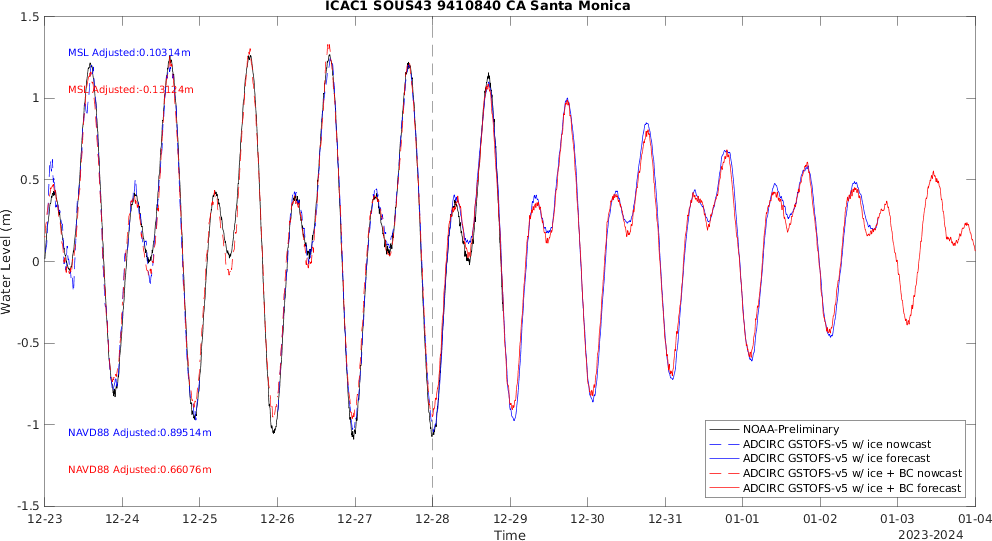 ICAC1 SOUS43 9410840 CA Santa Monica
1.5
1
0.5
0
-0.5
-1
-1.5
Water Level (m)
MSL Adjusted:0.10314m
MSL Adjusted:-0.13124m
NAVD88 Adjusted:0.89514m
NAVD88 Adjusted:0.66076m
NOAA-Preliminary
ADCIRC GSTOFS-v5 w/ ice nowcast
ADCIRC GSTOFS-v5 w/ ice forecast
ADCIRC GSTOFS-v5 w/ ice + BC nowcast
ADCIRC GSTOFS-v5 w/ ice + BC forecast
12-23 12-24 12-25 12-26 12-27 12-28 12-29 12-30 12-31 01-01 01-02 01-03 01-04
Time
2023-2024